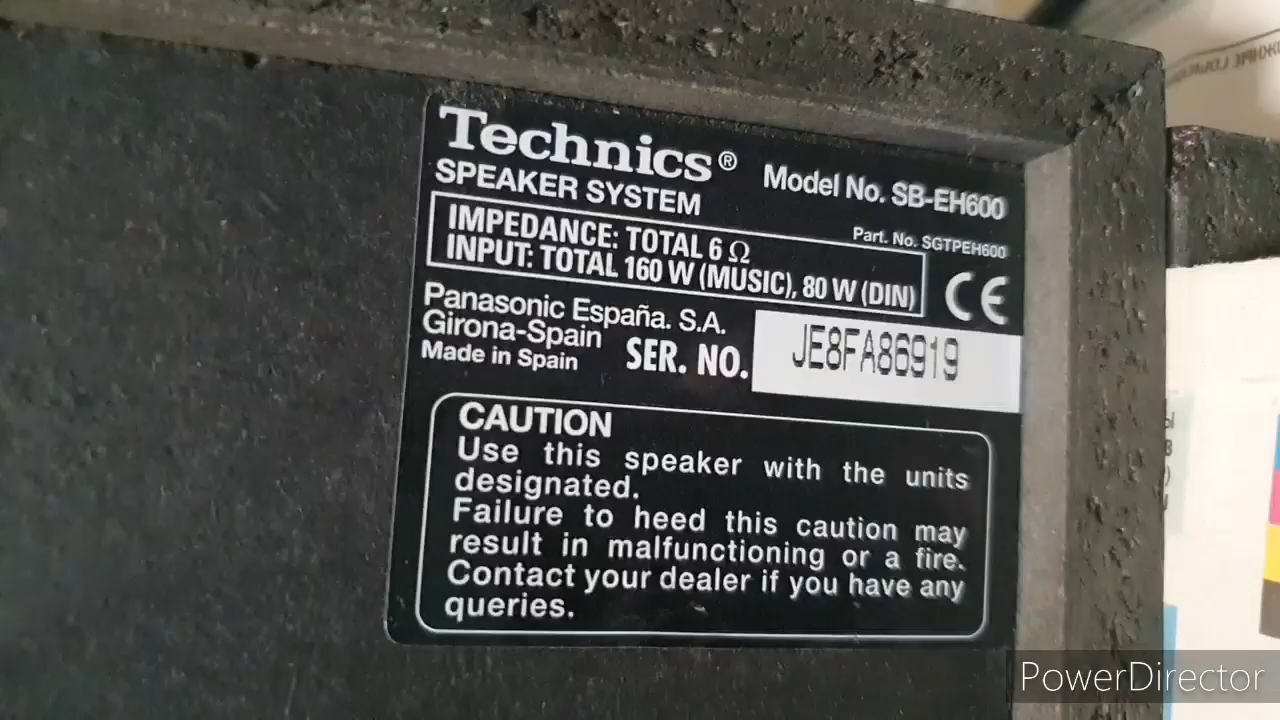 Technics®
SPEAKER SYSTEM
Model No. SB-EH600
Part. No. SGTPEH600
IMPEDANCE: TOTAL 6 Ω
INPUT: TOTAL 160 W (MUSIC), 80 W (DIN)
CE
Panasonic España. S.A.
Girona-Spain
Made in Spain
SER. NO. JE8FA86919
CAUTION
Use this speaker with the units
designated.
Failure to heed this caution may
result in malfunctioning or a fire.
Contact your dealer if you have any
queries.
PowerDirector